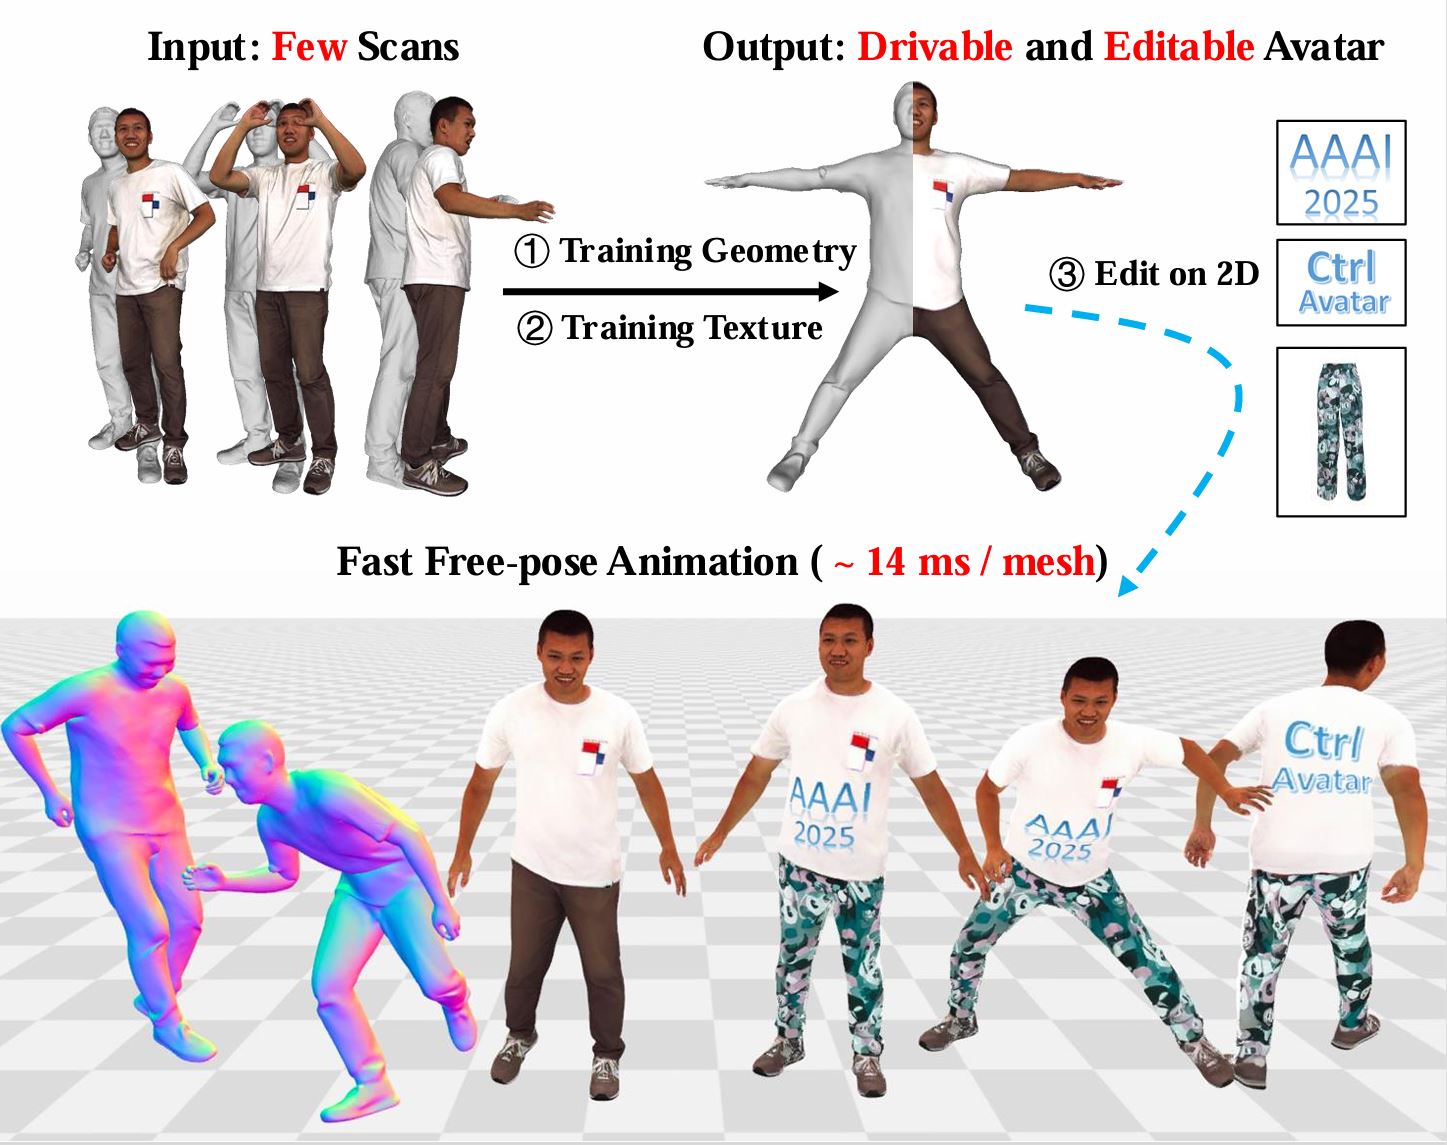 Input: Few Scans
Output: Drivable and Editable Avatar
AAAI
2025
① Training Geometry
③ Edit on 2D
Ctrl
Avatar
② Training Texture
Fast Free-pose Animation ( ~ 14 ms / mesh)
AAAI
2025
AAAI
2025
Ctrl
Avatar